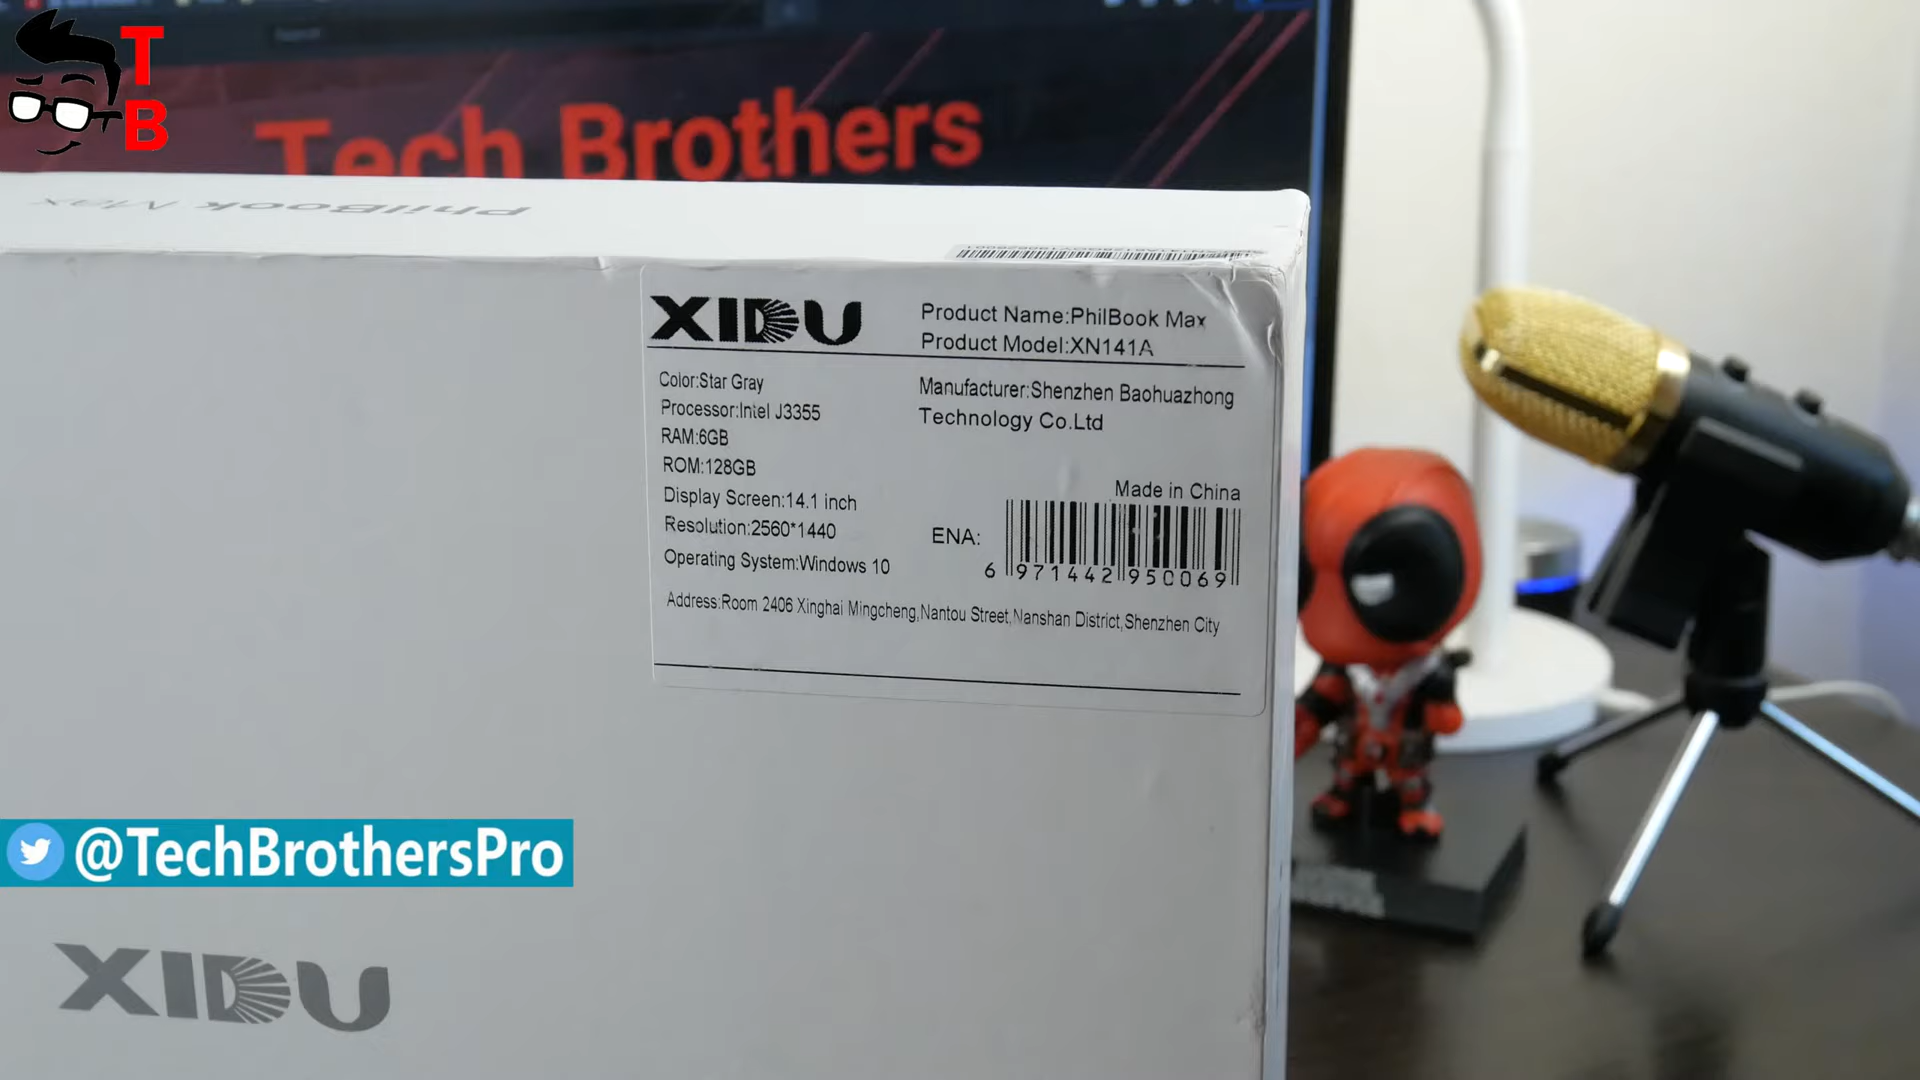 T
B
Tech Brothers
PhilBook Max
XIDU
Product Name:PhilBook Max
Product Model:XN141A
Color:Star Gray
Processor:Intel J3355
RAM:6GB
ROM:128GB
Display Screen:14.1 inch
Resolution:2560*1440
Operating System:Windows 10
Manufacturer:Shenzhen Baohuazhong
Technology Co.Ltd
Made in China
ENA:
6 971442 950069
Address:Room 2406 Xinghai Mingcheng,Nantou Street,Nanshan District,Shenzhen City
@TechBrothersPro
XIDU